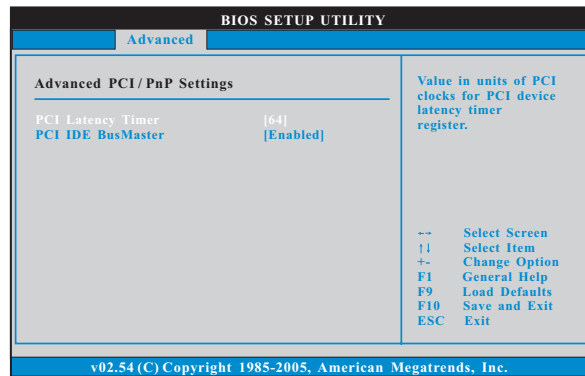 BIOS SETUP UTILITY
Advanced
Advanced PCI / PnP Settings
PCI Latency Timer [64]
PCI IDE BusMaster [Enabled]
Value in units of PCI
clocks for PCI device
latency timer
register.
←→ Select Screen
↑↓ Select Item
+- Change Option
F1 General Help
F9 Load Defaults
F10 Save and Exit
ESC Exit
v02.54 (C) Copyright 1985-2005, American Megatrends, Inc.